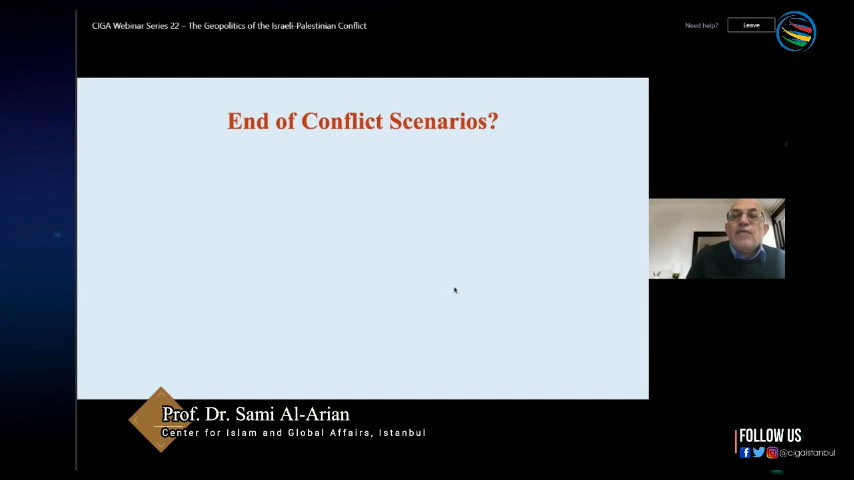 CIGA Webinar Series 22 – The Geopolitics of the Israeli-Palestinian Conflict
Need help?
Leave
End of Conflict Scenarios?
Prof. Dr. Sami Al-Arian
Center for Islam and Global Affairs, Istanbul
FOLLOW US
@cigaistanbul